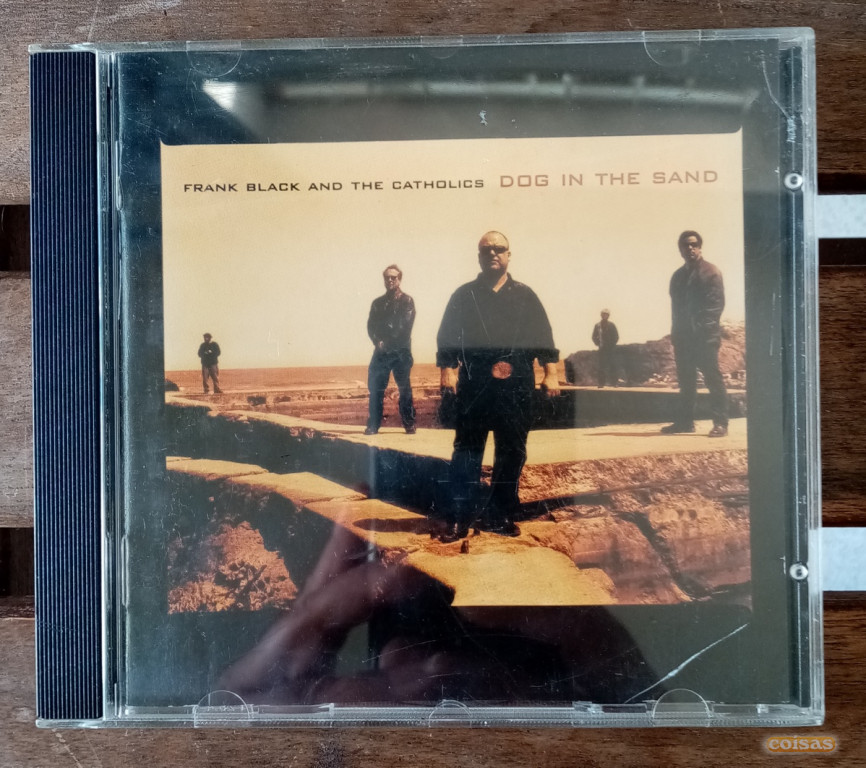 FRANK BLACK AND THE CATHOLICS DOG IN THE SAND
coisas